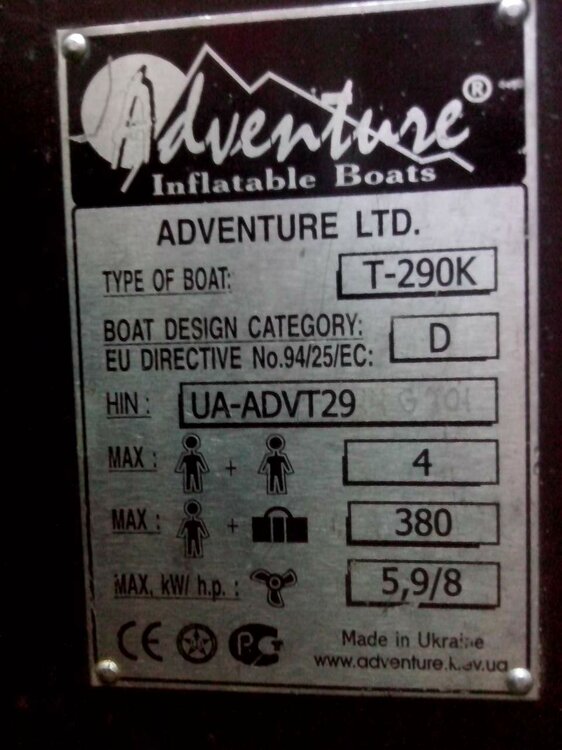 Adventure ®
Inflatable Boats
ADVENTURE LTD.
TYPE OF BOAT: T-290K
BOAT DESIGN CATEGORY:
EU DIRECTIVE No.94/25/EC: D
HIN : UA-ADVT29
MAX : + 4
MAX : + 380
MAX, kW/ h.p. : 5,9/8
CE
Made in Ukraine
www.adventure.kiev.ua